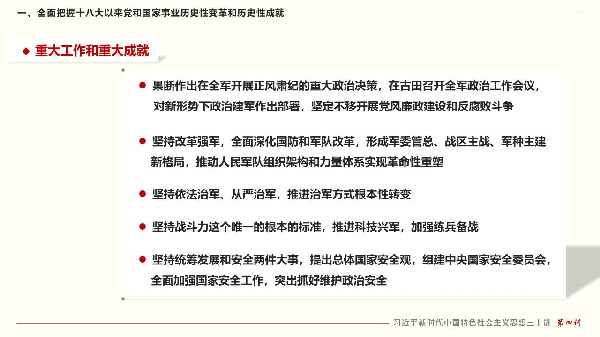 一、全面把握十八大以来党和国家事业历史性变革和历史性成就
重大工作和重大成就
果断作出在全军开展正风肃纪的重大政治决策，在古田召开全军政治工作会议，
对新形势下政治建军作出部署，坚定不移开展党风廉政建设和反腐败斗争
坚持改革强军，全面深化国防和军队改革，形成军委管总、战区主战、军种主建
新格局，推动人民军队组织架构和力量体系实现革命性重塑
坚持依法治军、从严治军，推进治军方式根本性转变
坚持战斗力这个唯一的根本的标准，推进科技兴军，加强练兵备战
坚持统筹发展和安全两件大事，提出总体国家安全观，组建中央国家安全委员会，
全面加强国家安全工作，突出抓好维护政治安全
习近平新时代中国特色社会主义思想三十讲 第四讲